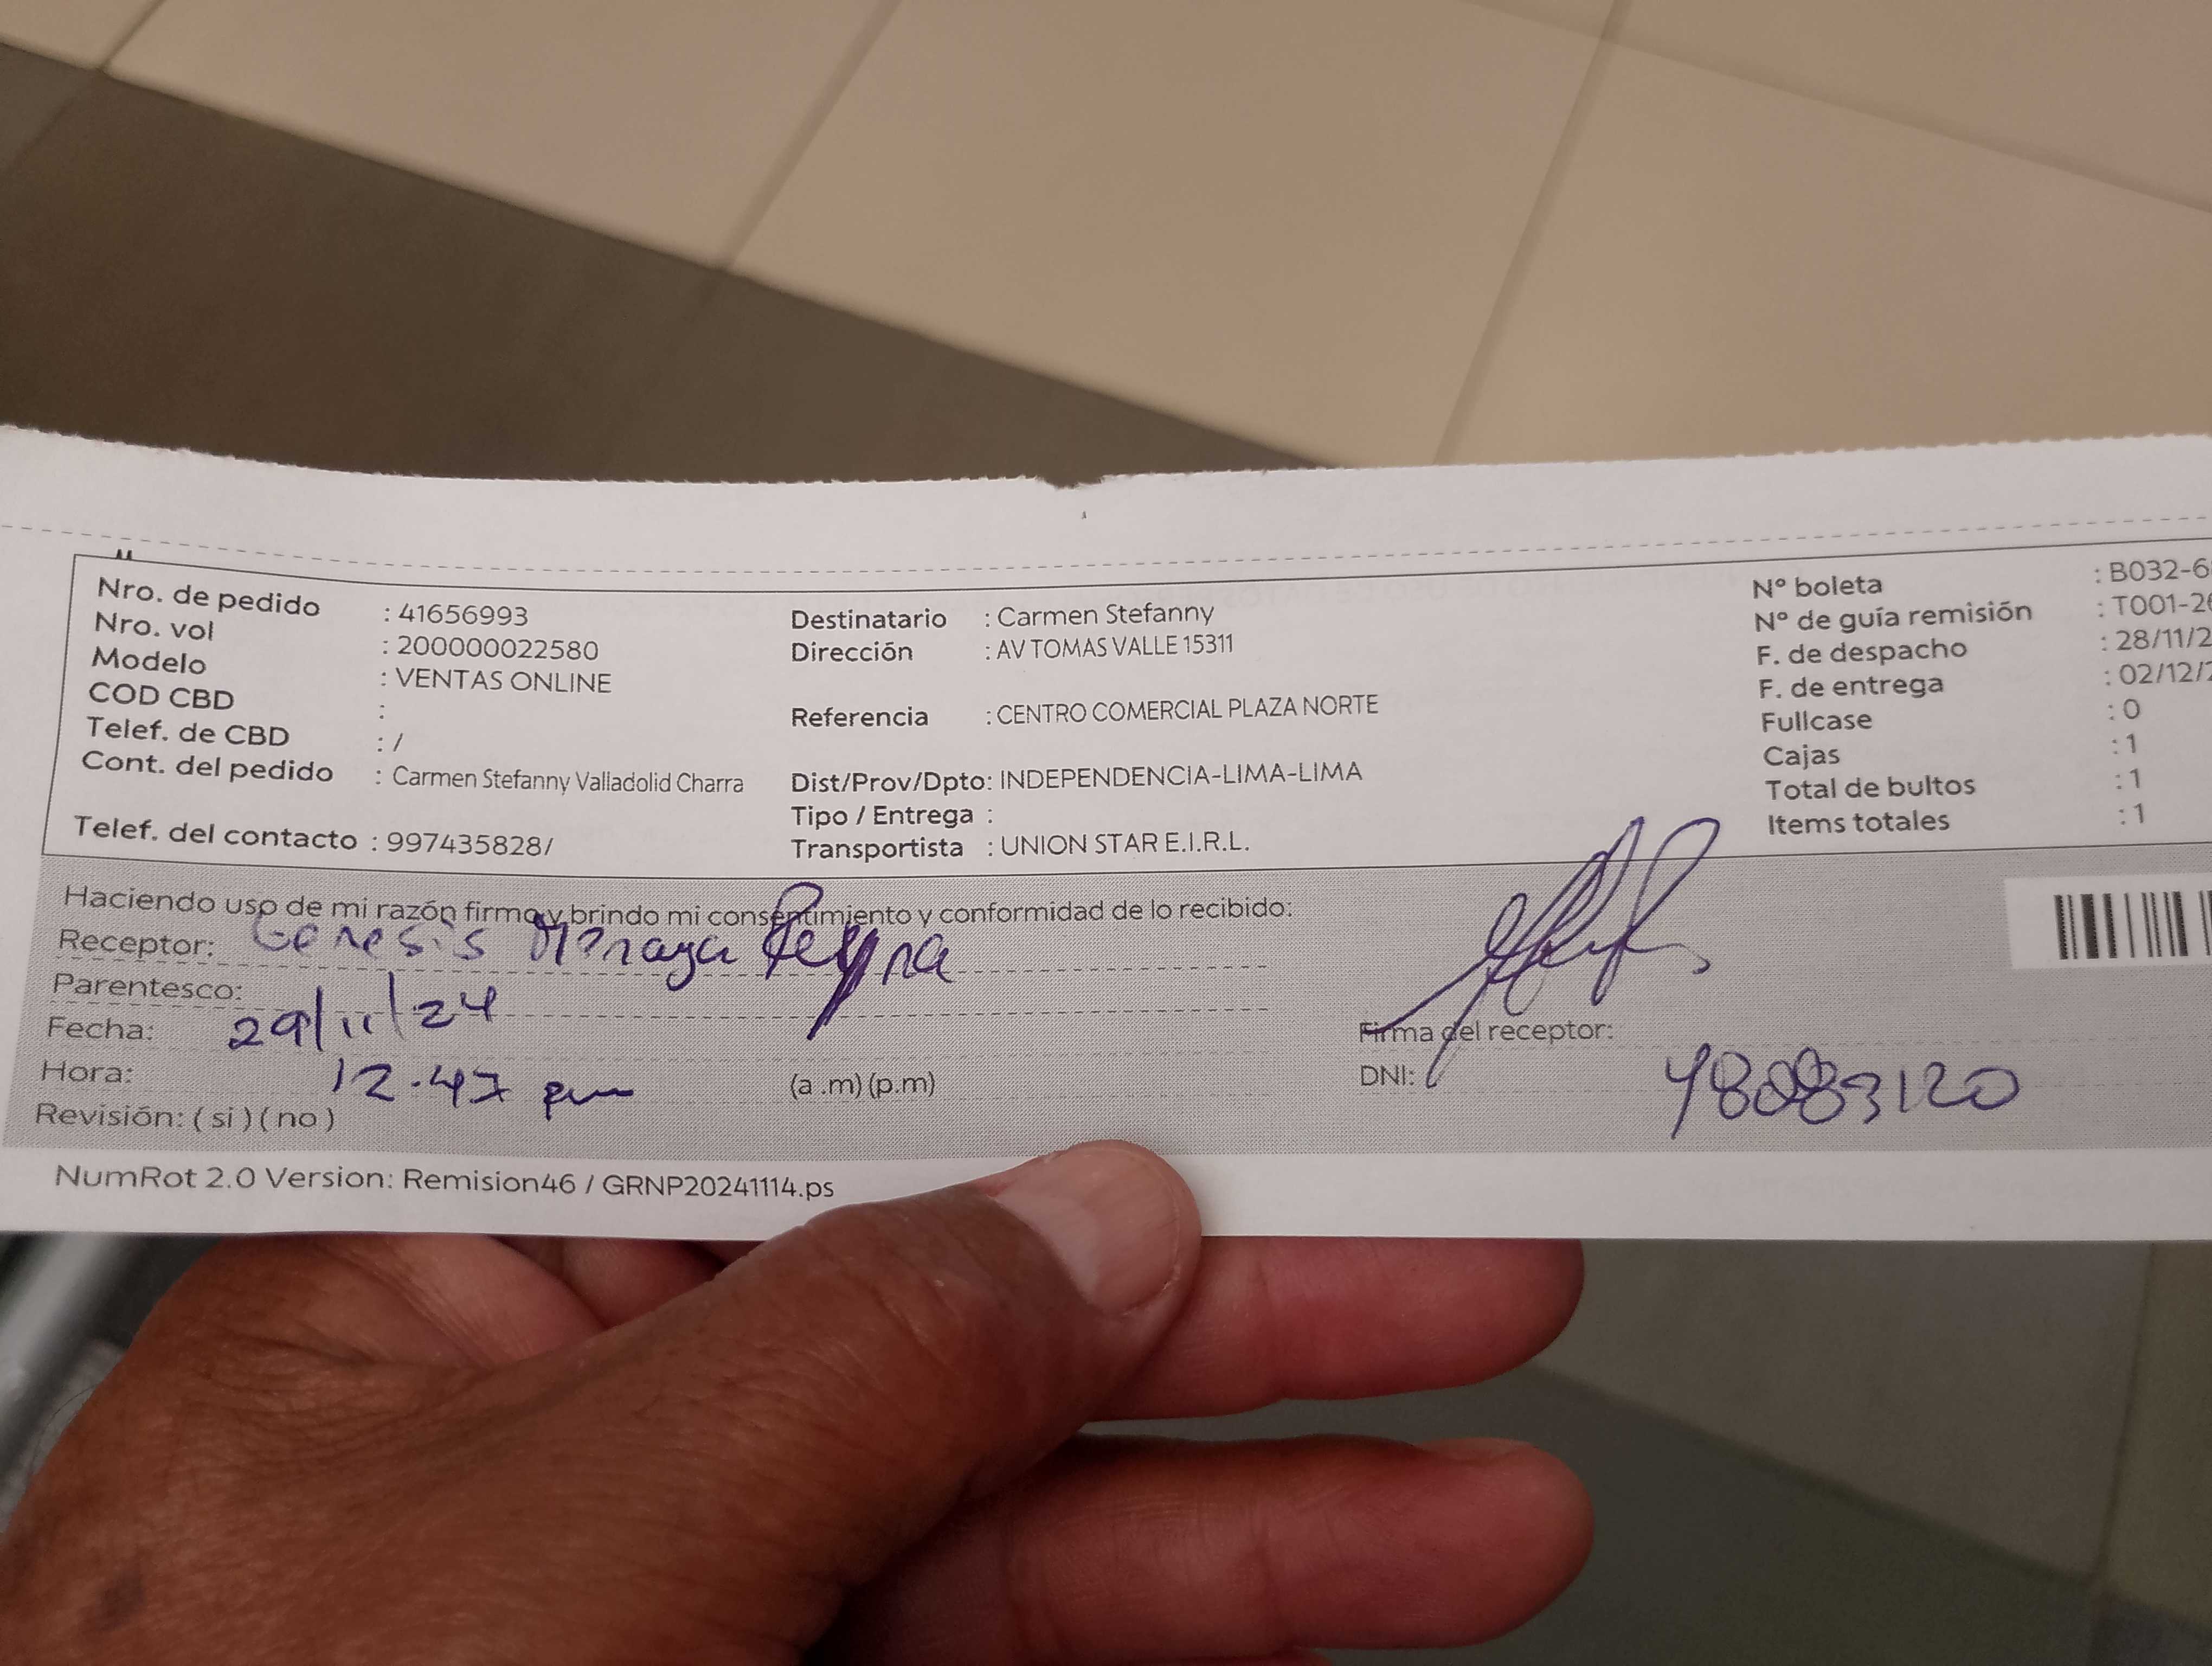 Nro. de pedido : 41656993
Nro. vol : 200000022580
Modelo : VENTAS ONLINE
COD CBD :
Telef. de CBD : /
Cont. del pedido : Carmen Stefanny Valladolid Charra
Telef. del contacto : 997435828/
Destinatario : Carmen Stefanny
Dirección : AV TOMAS VALLE 15311
Referencia : CENTRO COMERCIAL PLAZA NORTE
Dist/Prov/Dpto: INDEPENDENCIA-LIMA-LIMA
Tipo / Entrega :
Transportista : UNION STAR E.I.R.L.
Nº boleta : B032-6
Nº de guía remisión : T001-2
F. de despacho : 28/11/2
F. de entrega : 02/12/2
Fullcase : 0
Cajas : 1
Total de bultos : 1
Items totales : 1
Haciendo uso de mi razón firmo y brindo mi consentimiento y conformidad de lo recibido:
Receptor: Genesis Reyna
Parentesco:
Fecha: 29/11/24
Hora: 12.47 pm (a .m) (p.m)
Revisión: ( si ) ( no )
Firma del receptor:
DNI:
NumRot 2.0 Version: Remision46 / GRNP20241114.ps